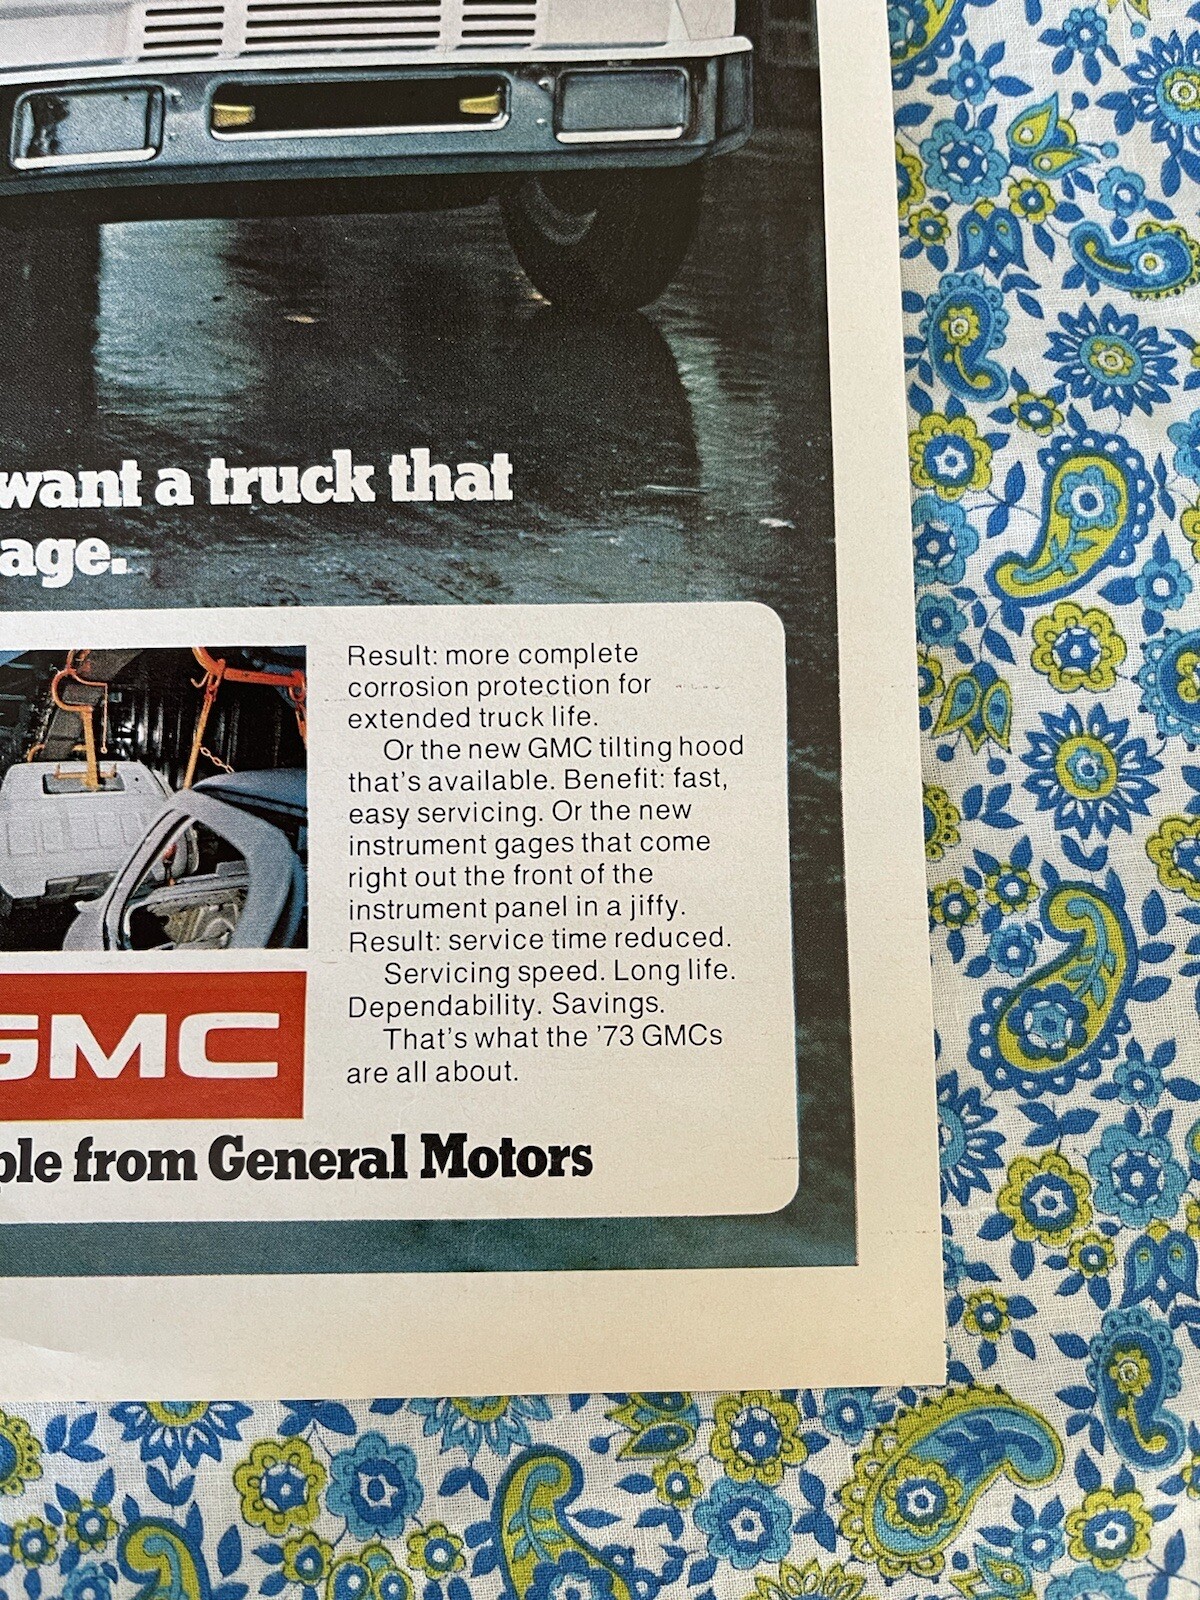 want a truck that
age.
Result: more complete
corrosion protection for
extended truck life.
Or the new GMC tilting hood
that's available. Benefit: fast,
easy servicing. Or the new
instrument gages that come
right out the front of the
instrument panel in a jiffy.
Result: service time reduced.
Servicing speed. Long life.
Dependability. Savings.
That's what the '73 GMCs
are all about.
GMC
ple from General Motors